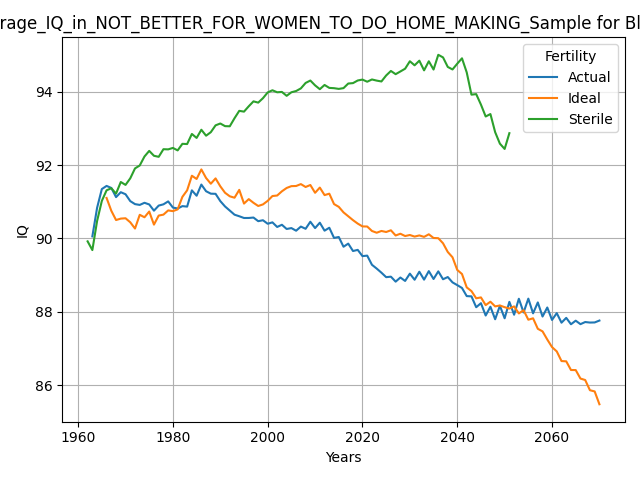 rage_IQ_in_NOT_BETTER_FOR_WOMEN_TO_DO_HOME_MAKING_Sample for Bl
Fertility
Actual
Ideal
Sterile
IQ
94
92
90
88
86
1960
1980
2000
2020
2040
2060
Years